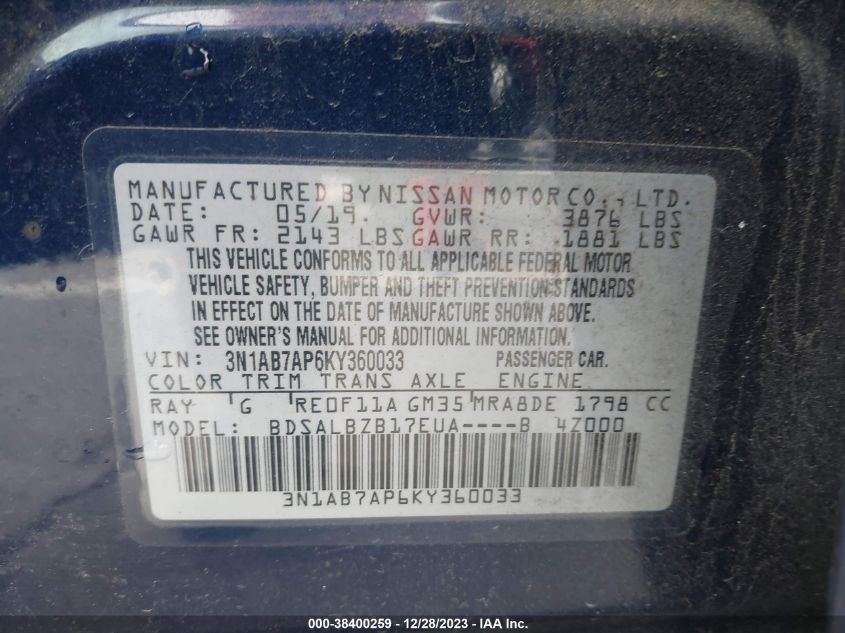 MANUFACTURED BY NISSAN MOTOR CO., LTD.
DATE: 05/19. GVWR: 3876 LBS
GAWR FR: 2143 LBS GAWR RR: 1881 LBS
THIS VEHICLE CONFORMS TO ALL APPLICABLE FEDERAL MOTOR
VEHICLE SAFETY, BUMPER AND THEFT PREVENTION STANDARDS
IN EFFECT ON THE DATE OF MANUFACTURE SHOWN ABOVE.
SEE OWNER'S MANUAL FOR ADDITIONAL INFORMATION.
VIN: 3N1AB7AP6KY360033 PASSENGER CAR.
COLOR TRIM TRANS AXLE ENGINE
RAY G RE0F11A GM35 MRA8DE 1798 CC
MODEL: BDSALBZB17EUA----B 4Z000
3N1AB7AP6KY360033
000-38400259 - 12/28/2023 - IAA Inc.